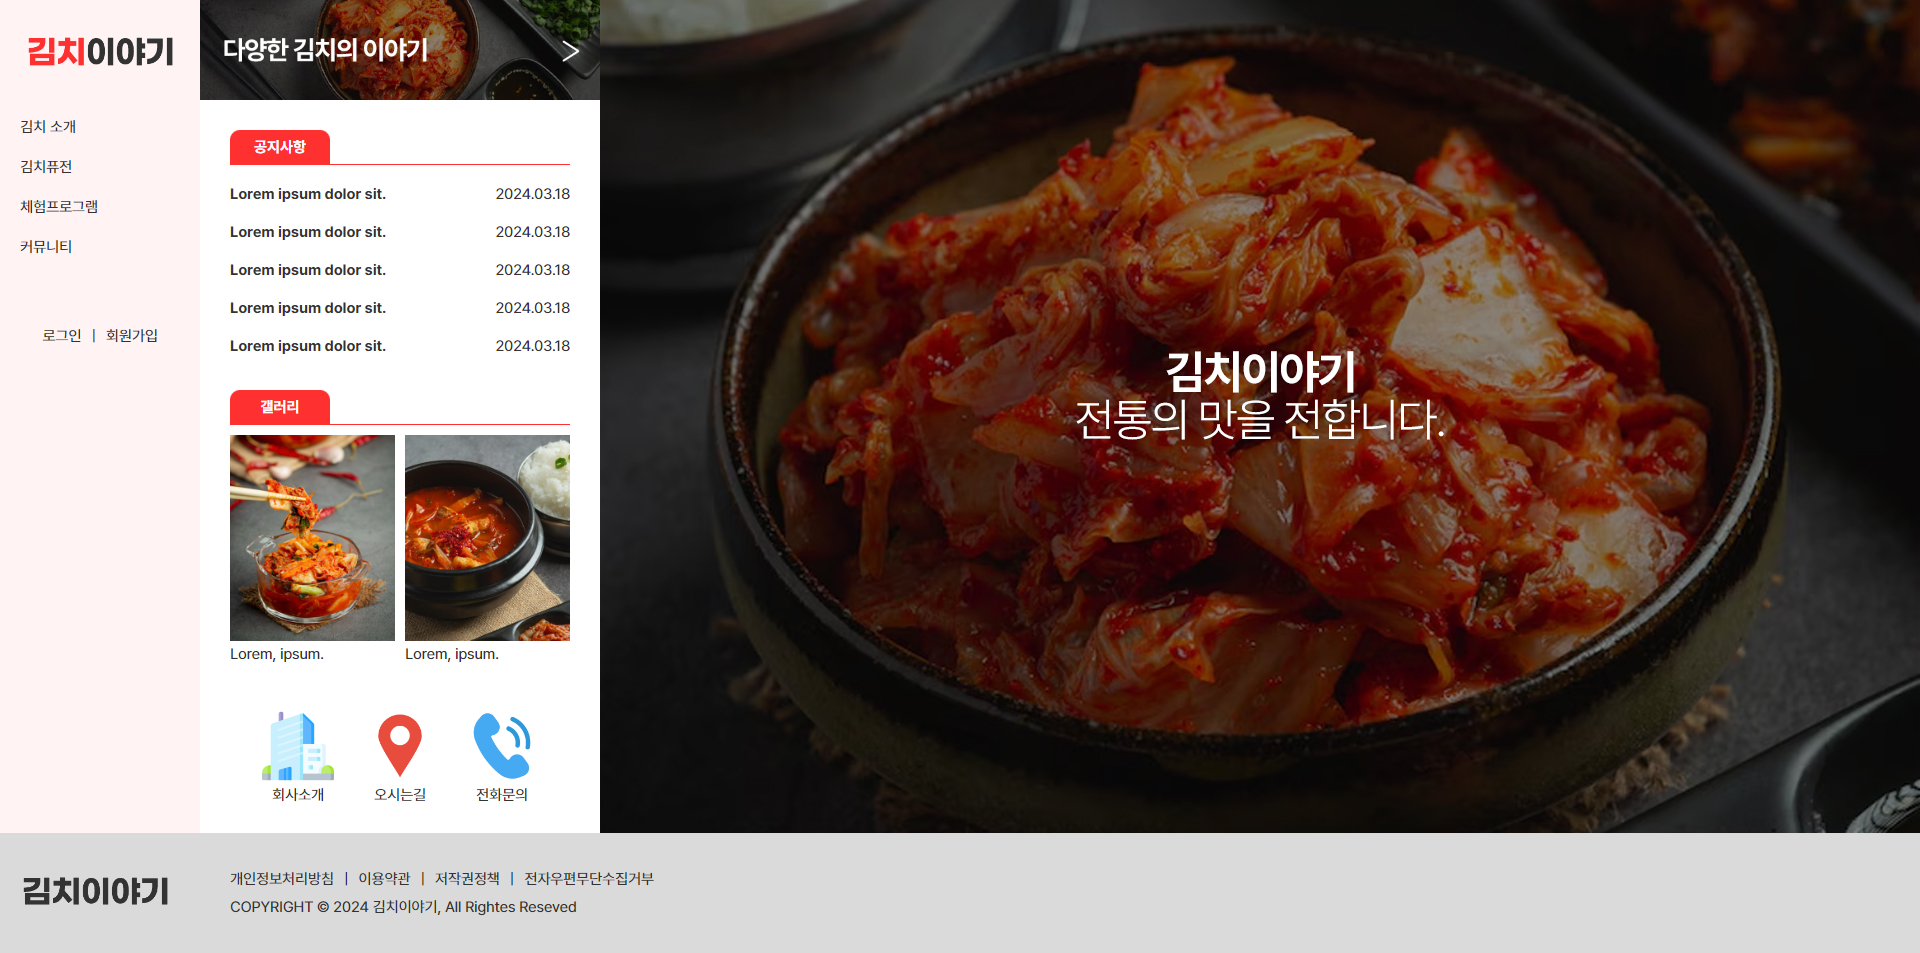 김치이야기
김치 소개
김치퓨전
체험프로그램
커뮤니티
로그인 | 회원가입
다양한 김치의 이야기
공지사항
Lorem ipsum dolor sit. 2024.03.18
Lorem ipsum dolor sit. 2024.03.18
Lorem ipsum dolor sit. 2024.03.18
Lorem ipsum dolor sit. 2024.03.18
Lorem ipsum dolor sit. 2024.03.18
갤러리
Lorem, ipsum. Lorem, ipsum.
회사소개 오시는길 전화문의
김치이야기
전통의 맛을 전합니다.
김치이야기
개인정보처리방침 | 이용약관 | 저작권정책 | 전자우편무단수집거부
COPYRIGHT © 2024 김치이야기, All Rightes Reseved